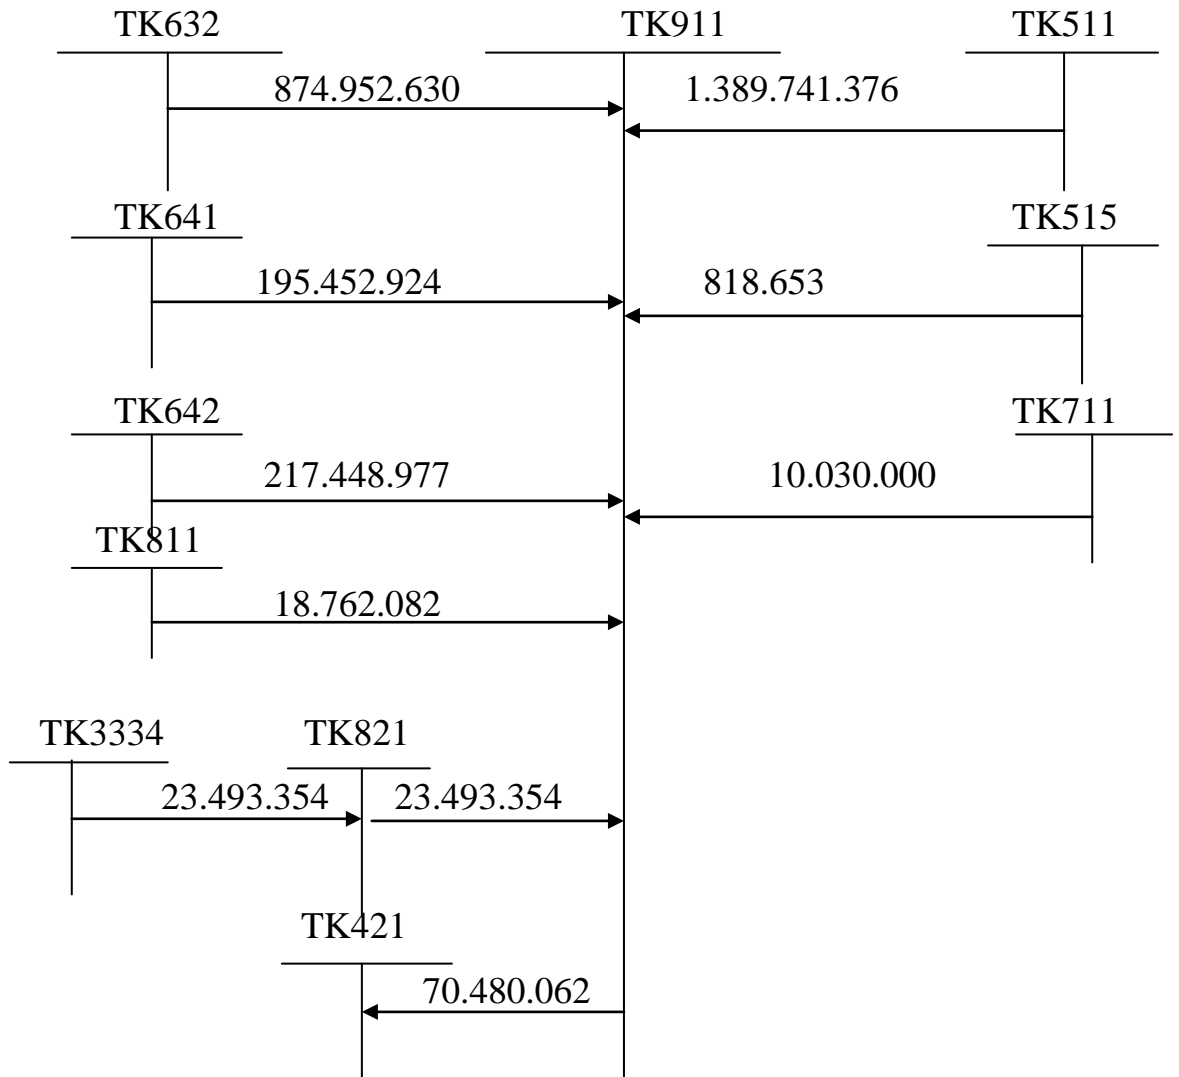 TK632 TK911 TK511
874.952.630 1.389.741.376
TK641 TK515
195.452.924 818.653
TK642 TK711
217.448.977 10.030.000
TK811
18.762.082
TK3334 TK821
23.493.354 23.493.354
TK421
70.480.062